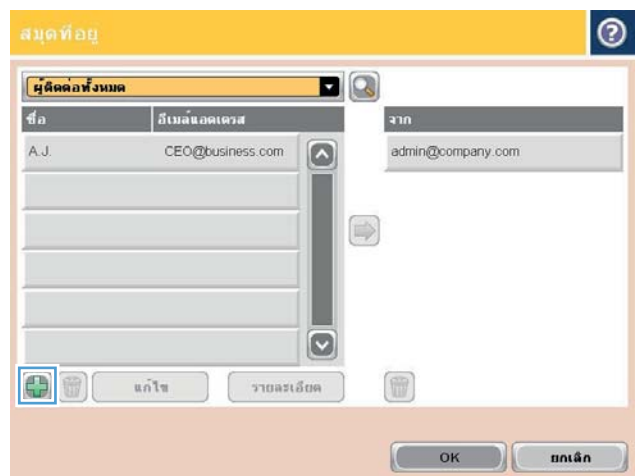 สมุดที่อยู่
ผู้ติดต่อทั้งหมด
ชื่อ อีเมล์แอดเดรส จาก
A.J. CEO@business.com admin@company.com
แก้ไข รายละเอียด
OK ยกเลิก